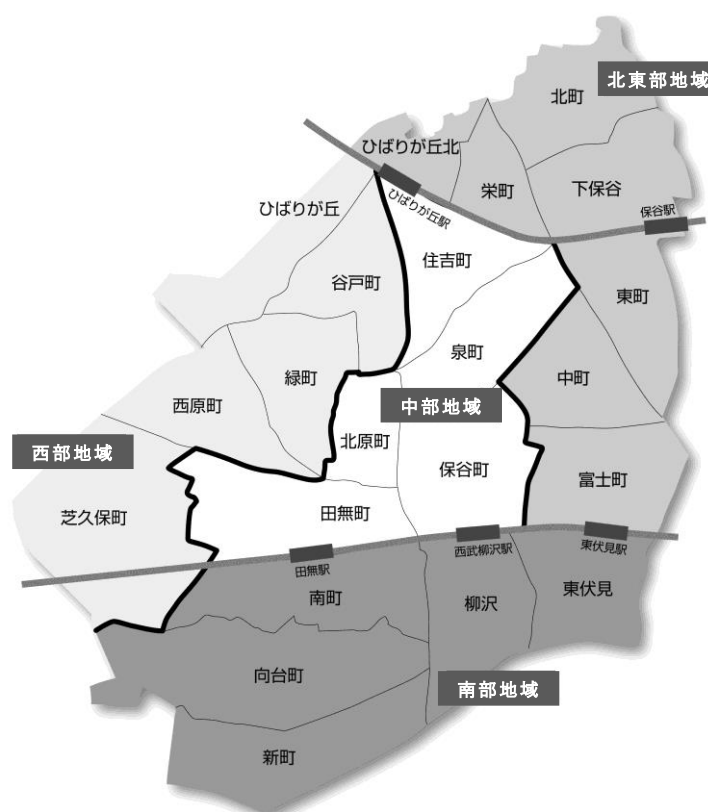 北東部地域
北町
ひばりが丘北
栄町
下保谷
ひばりが丘駅
保谷駅
ひばりが丘
住吉町
谷戸町
東町
泉町
緑町
中町
西原町
中部地域
北原町
西部地域
保谷町
富士町
芝久保町
田無町
西武柳沢駅
東伏見駅
田無駅
南町
柳沢
東伏見
向台町
南部地域
新町